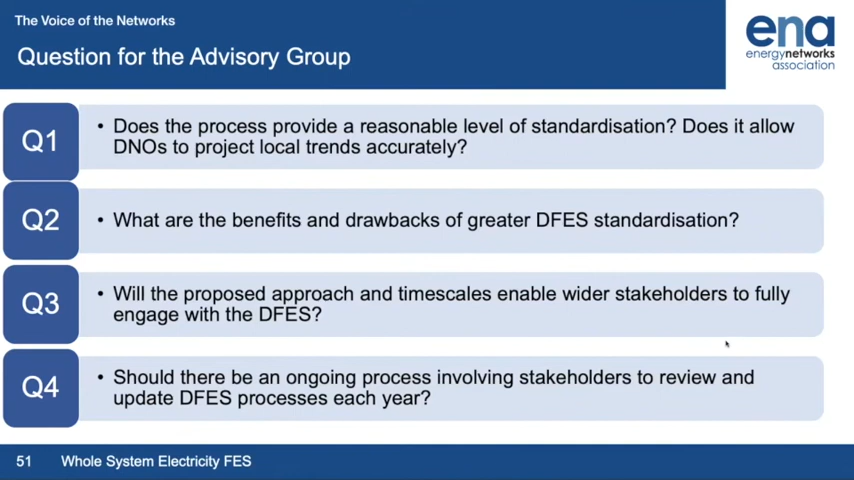 The Voice of the Networks
Question for the Advisory Group
ena
energynetworks
association
Q1
• Does the process provide a reasonable level of standardisation? Does it allow
DNOs to project local trends accurately?
Q2
• What are the benefits and drawbacks of greater DFES standardisation?
Q3
• Will the proposed approach and timescales enable wider stakeholders to fully
engage with the DFES?
Q4
• Should there be an ongoing process involving stakeholders to review and
update DFES processes each year?
51 Whole System Electricity FES